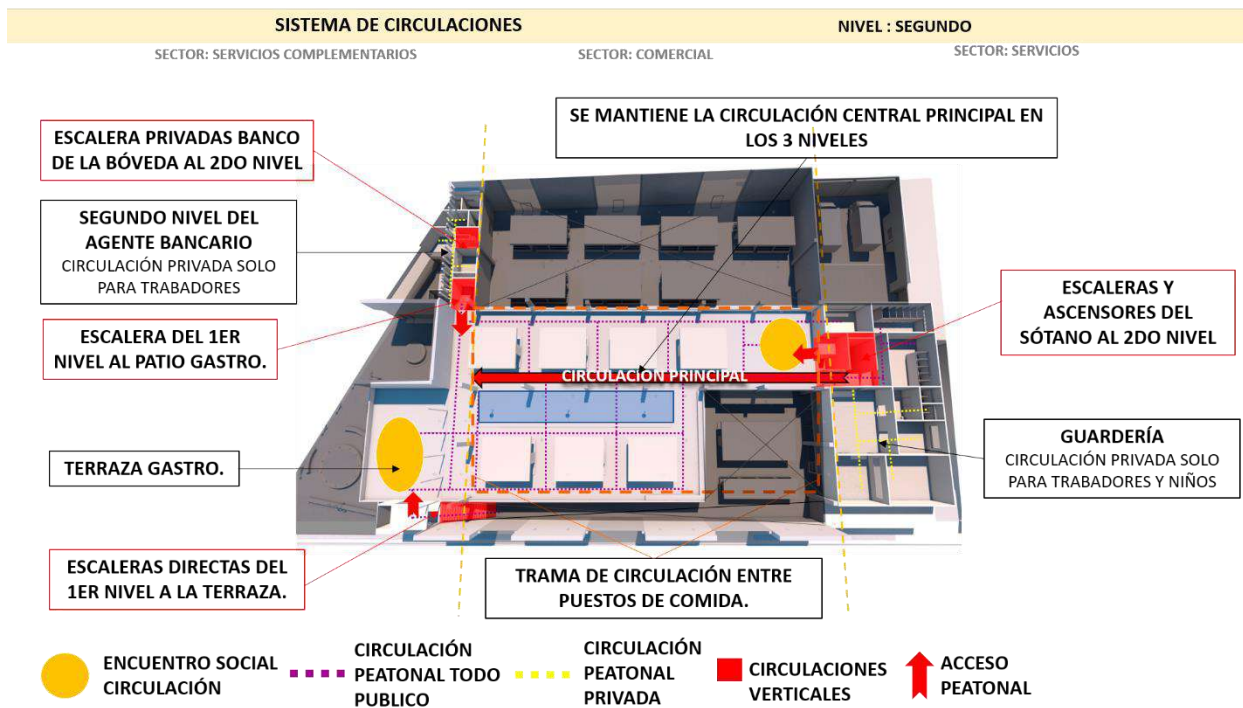 SISTEMA DE CIRCULACIONES
NIVEL : SEGUNDO
SECTOR: SERVICIOS COMPLEMENTARIOS
SECTOR: COMERCIAL
SECTOR: SERVICIOS
ESCALERA PRIVADAS BANCO
DE LA BÓVEDA AL 2DO NIVEL
SE MANTIENE LA CIRCULACIÓN CENTRAL PRINCIPAL EN
LOS 3 NIVELES
SEGUNDO NIVEL DEL
AGENTE BANCARIO
CIRCULACIÓN PRIVADA SOLO
PARA TRABADORES
ESCALERA DEL 1ER
NIVEL AL PATIO GASTRO.
ESCALERAS Y
ASCENSORES DEL
SÓTANO AL 2DO NIVEL
CIRCULACION PRINCIPAL
TERRAZA GASTRO.
GUARDERÍA
CIRCULACIÓN PRIVADA SOLO
PARA TRABADORES Y NIÑOS
ESCALERAS DIRECTAS DEL
1ER NIVEL A LA TERRAZA.
TRAMA DE CIRCULACIÓN ENTRE
PUESTOS DE COMIDA.
ENCUENTRO SOCIAL
CIRCULACIÓN
CIRCULACIÓN
PEATONAL TODO
PUBLICO
CIRCULACIÓN
PEATONAL
PRIVADA
CIRCULACIONES
VERTICALES
ACCESO
PEATONAL